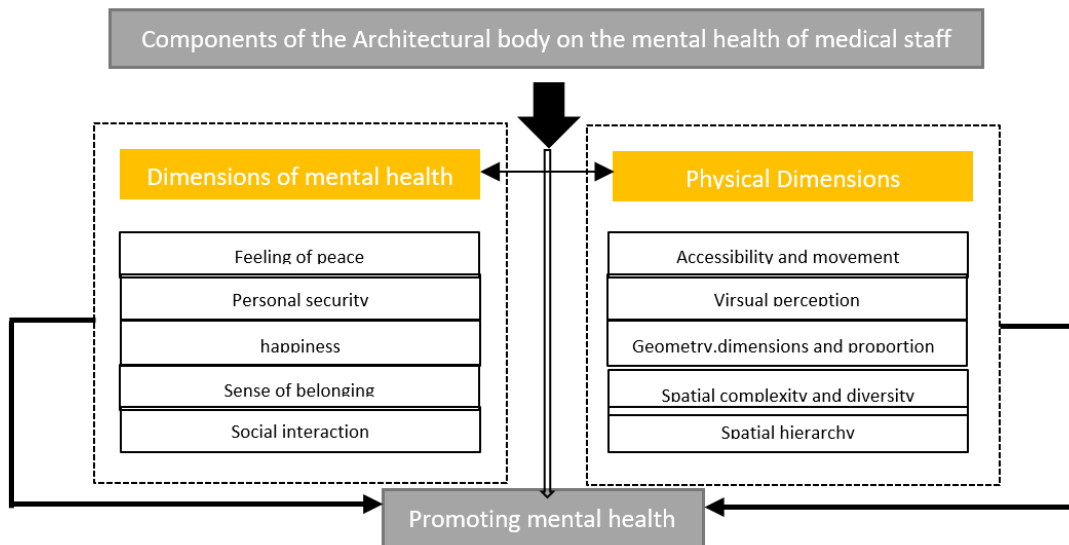 Components of the Architectural body on the mental health of medical staff
Dimensions of mental health
Feeling of peace
Personal security
happiness
Sense of belonging
Social interaction
Physical Dimensions
Accessibility and movement
Virsual perception
Geometry.dimensions and proportion
Spatial complexity and diversity
Spatial hierarchy
Promoting mental health